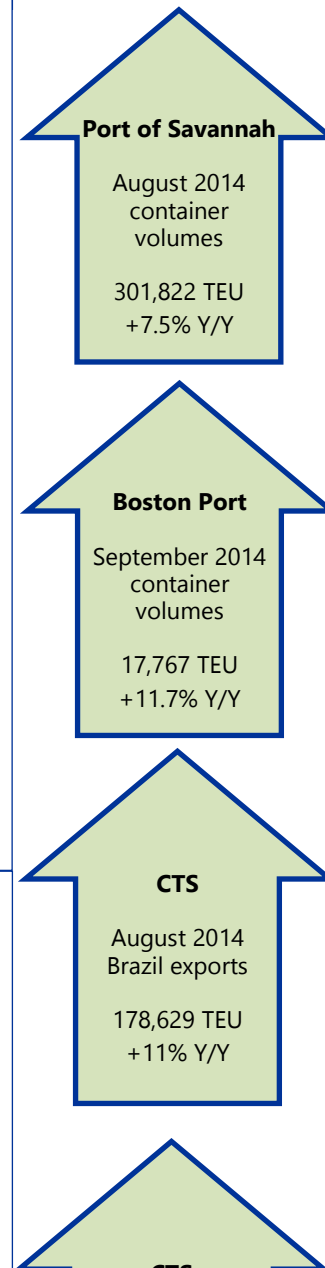 Port of Savannah
August 2014
container
volumes
301,822 TEU
+7.5% Y/Y
Boston Port
September 2014
container
volumes
17,767 TEU
+11.7% Y/Y
CTS
August 2014
Brazil exports
178,629 TEU
+11% Y/Y
CTS